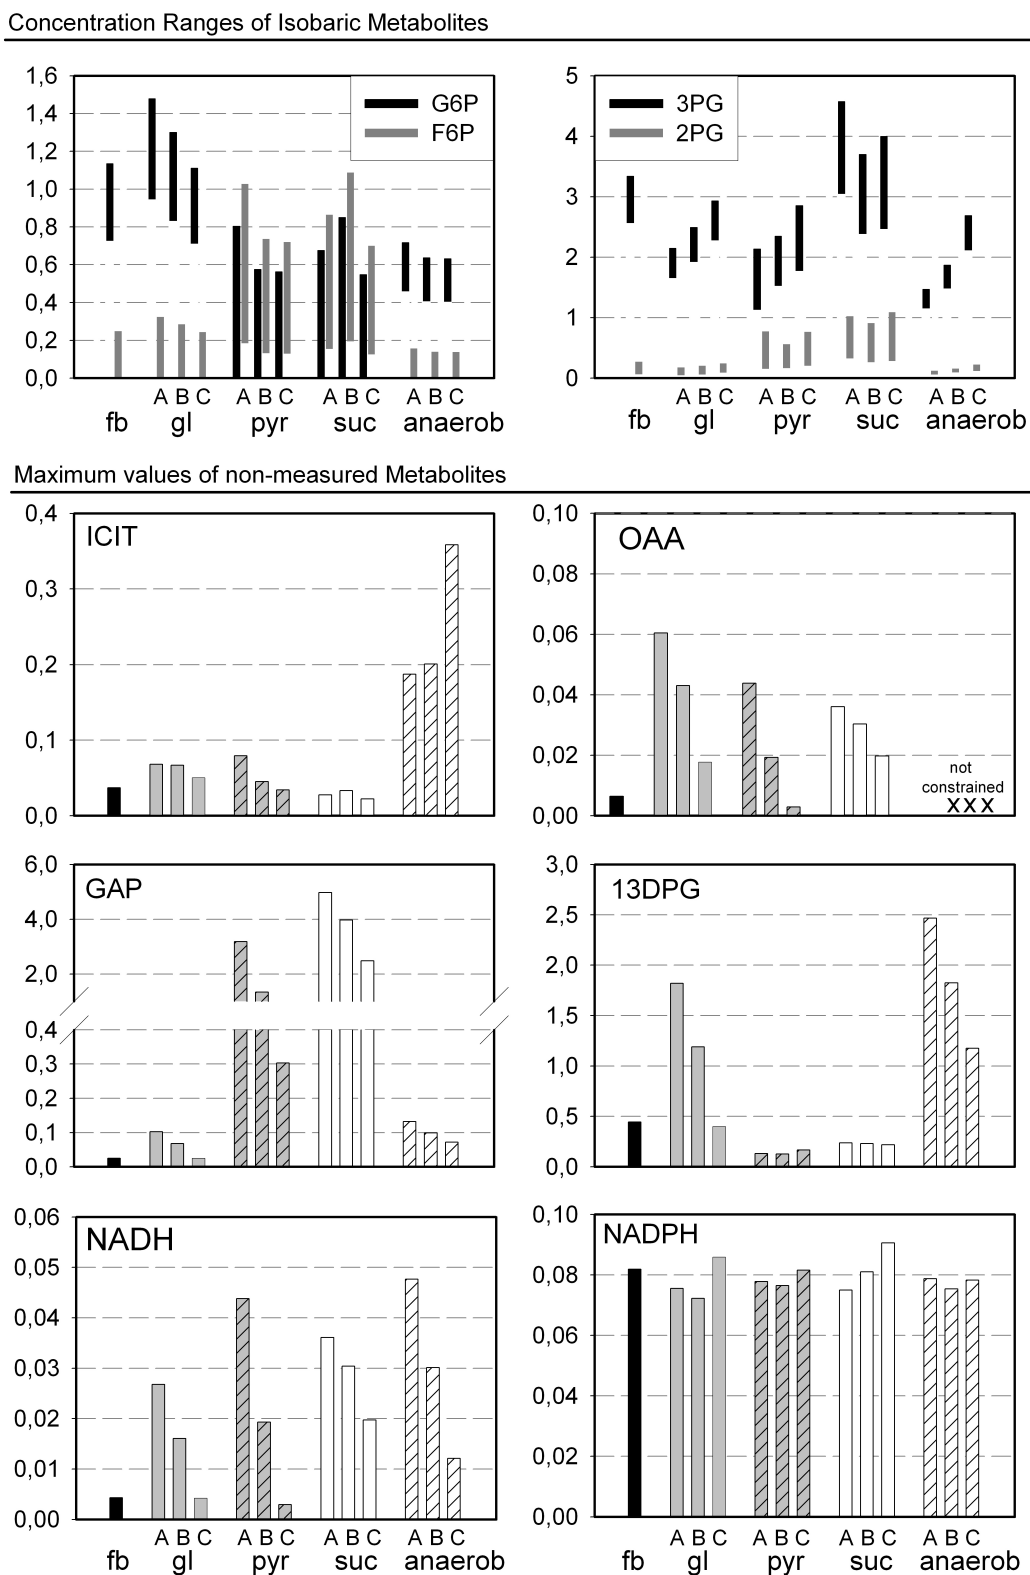 Concentration Ranges of Isobaric Metabolites
1,6
1,4
1,2
1,0
0,8
0,6
0,4
0,2
0,0
G6P
F6P
A B C A B C A B C A B C
fb gl pyr suc anaerob
5
4
3
2
1
0
3PG
2PG
A B C A B C A B C A B C
fb gl pyr suc anaerob
Maximum values of non-measured Metabolites
0,4
0,3
0,2
0,1
0,0
ICIT
0,10
0,08
0,06
0,04
0,02
0,00
OAA
not
constrained
X X X
6,0
4,0
2,0
0,4
0,3
0,2
0,1
0,0
GAP
3,0
2,5
2,0
1,5
1,0
0,5
0,0
13DPG
0,06
0,05
0,04
0,03
0,02
0,01
0,00
NADH
A B C A B C A B C A B C
fb gl pyr suc anaerob
0,10
0,08
0,06
0,04
0,02
0,00
NADPH
A B C A B C A B C A B C
fb gl pyr suc anaerob